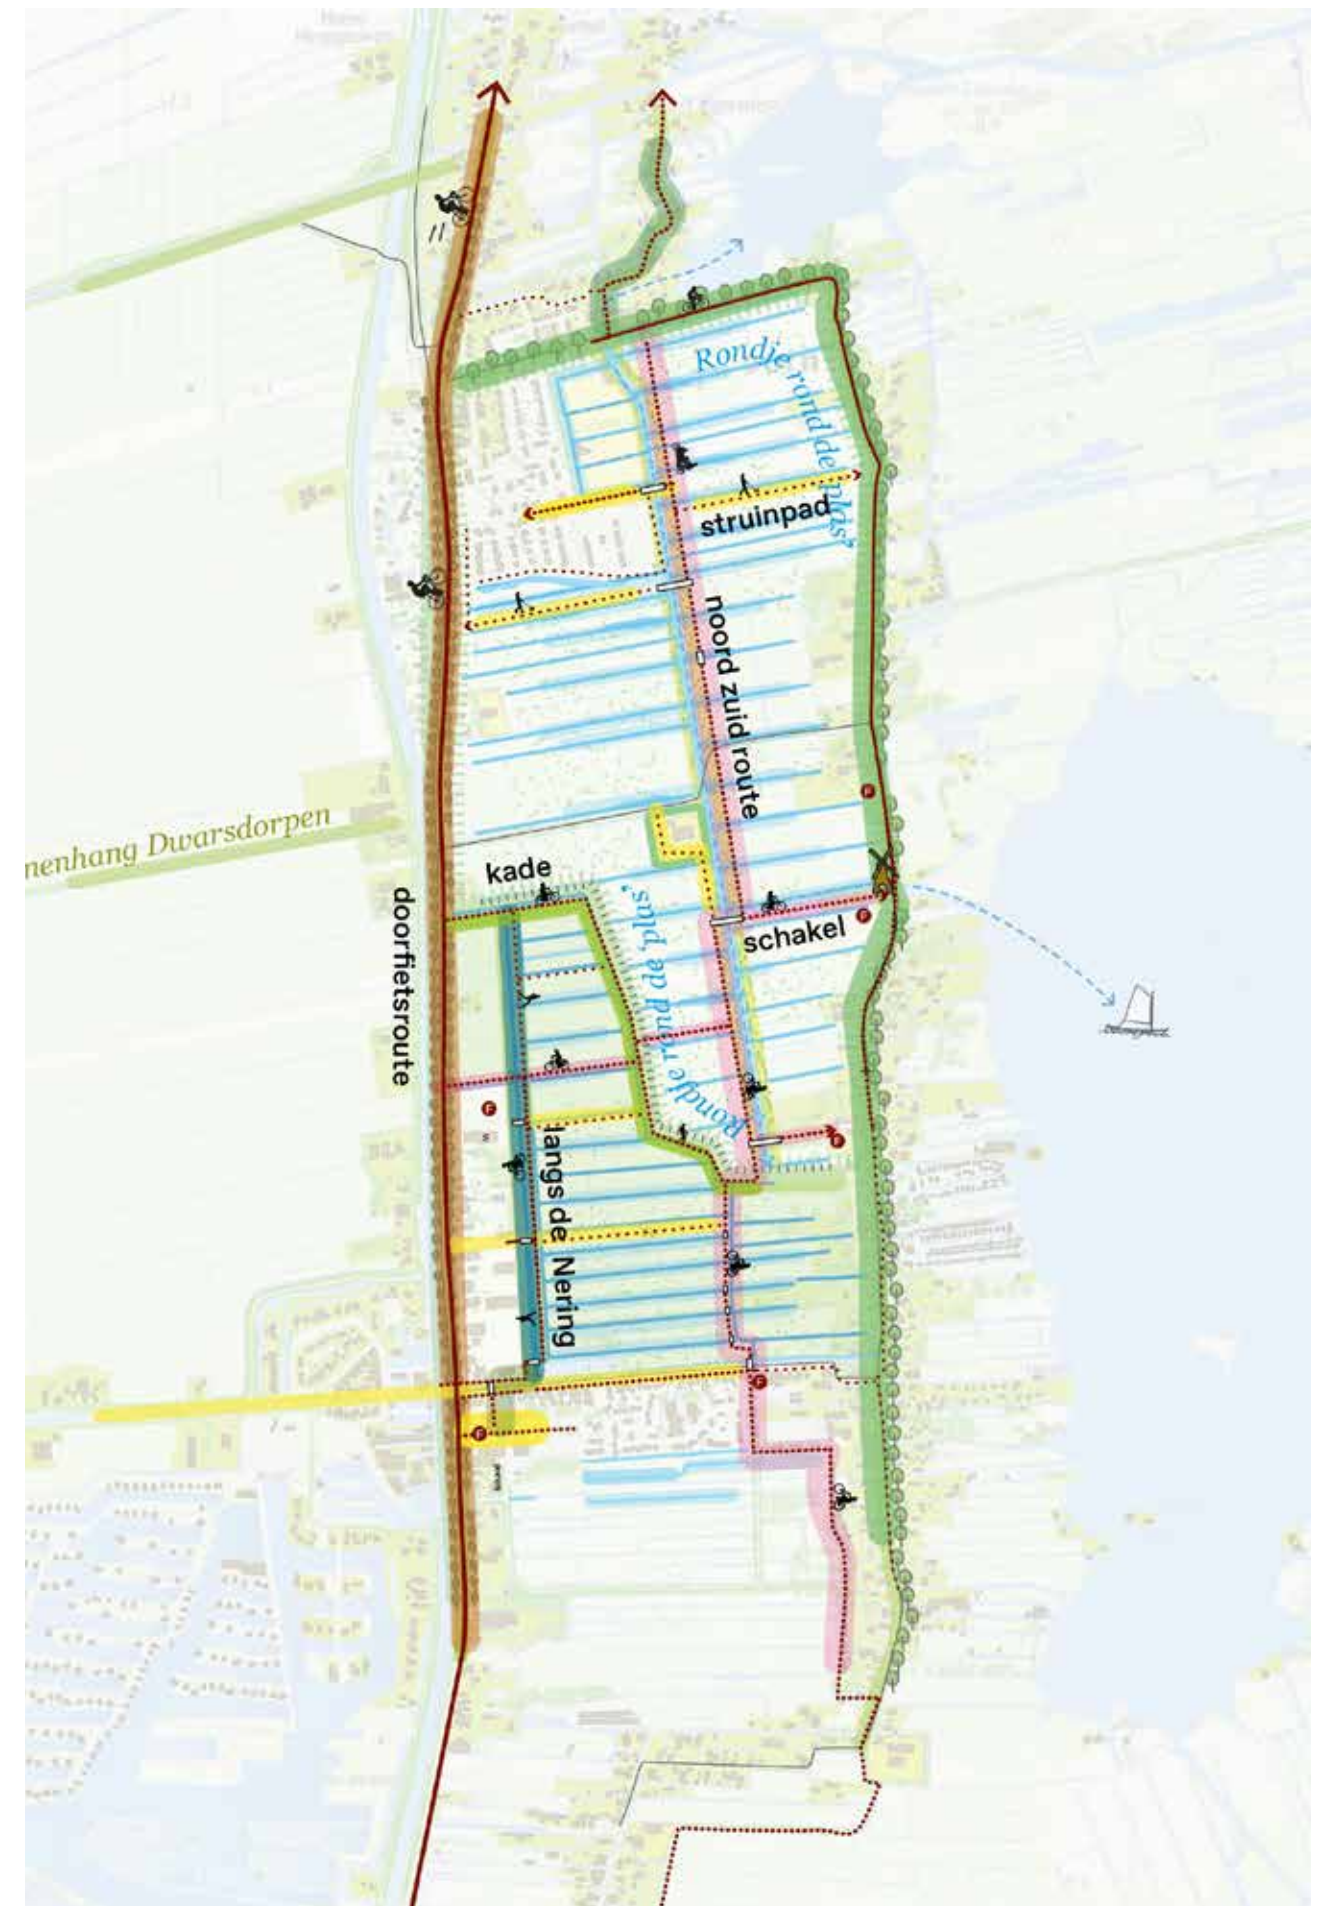 Rondje rond de 'plas'
struinpad
noord zuid route
menhang Dwarsdorpen
kade
schakel
Rondje rond de 'plas'
doorfietsroute
langs de Nering
F
F
F
F
F
F